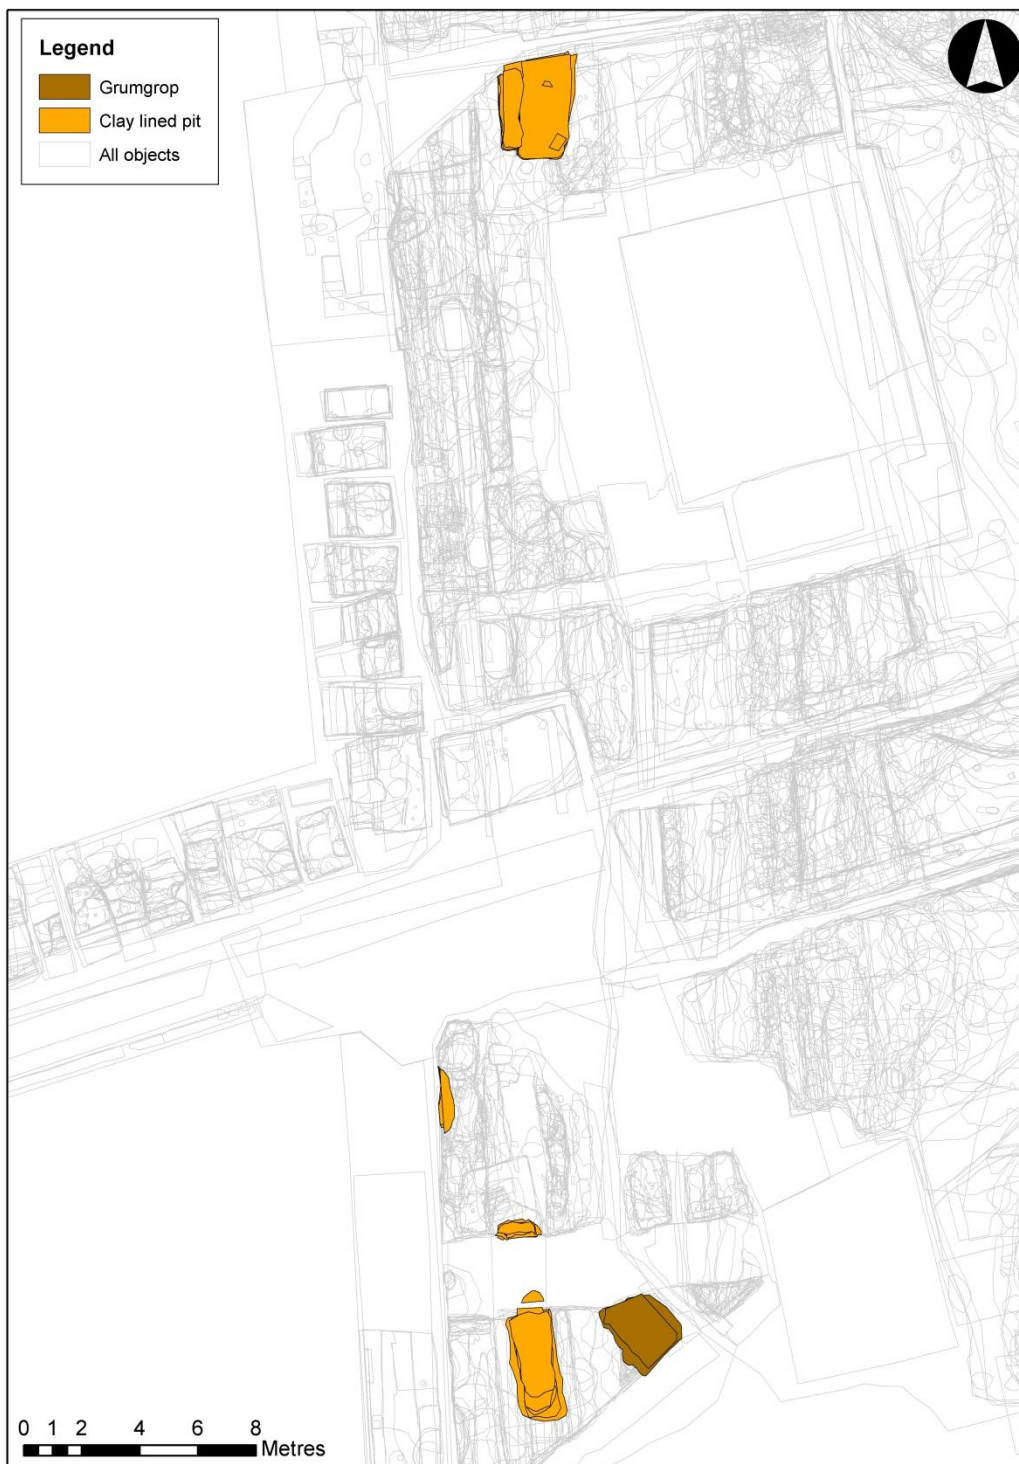 Legend
Grumgrop
Clay lined pit
All objects
0 1 2 4 6 8
Metres